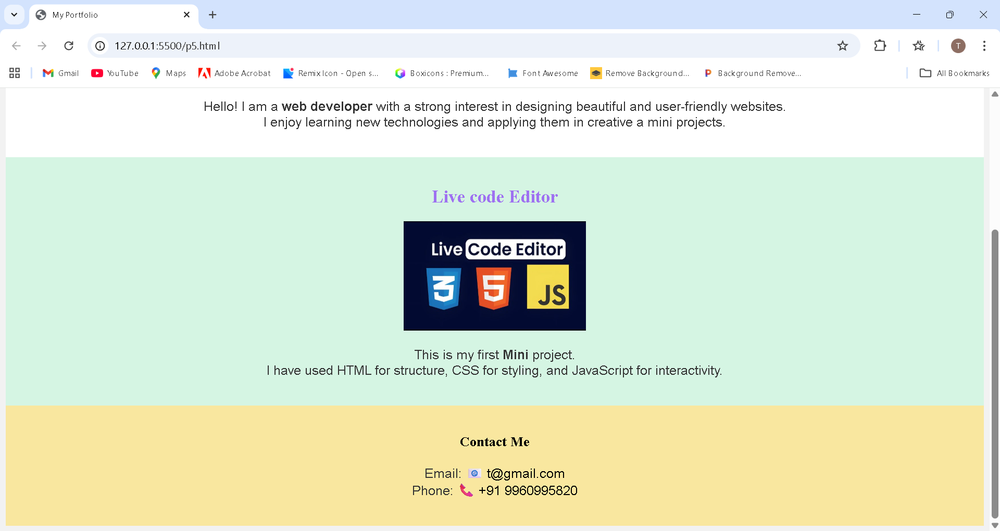 My Portfolio
127.0.0.1:5500/p5.html
T
Gmail
YouTube
Maps
Adobe Acrobat
Remix Icon - Open s...
Boxicons : Premium...
Font Awesome
Remove Background...
Background Remove...
All Bookmarks
Hello! I am a web developer with a strong interest in designing beautiful and user-friendly websites.
I enjoy learning new technologies and applying them in creative a mini projects.
Live code Editor
Live Code Editor
3 5 JS
This is my first Mini project.
I have used HTML for structure, CSS for styling, and JavaScript for interactivity.
Contact Me
Email: 📧 t@gmail.com
Phone: 📞 +91 9960995820